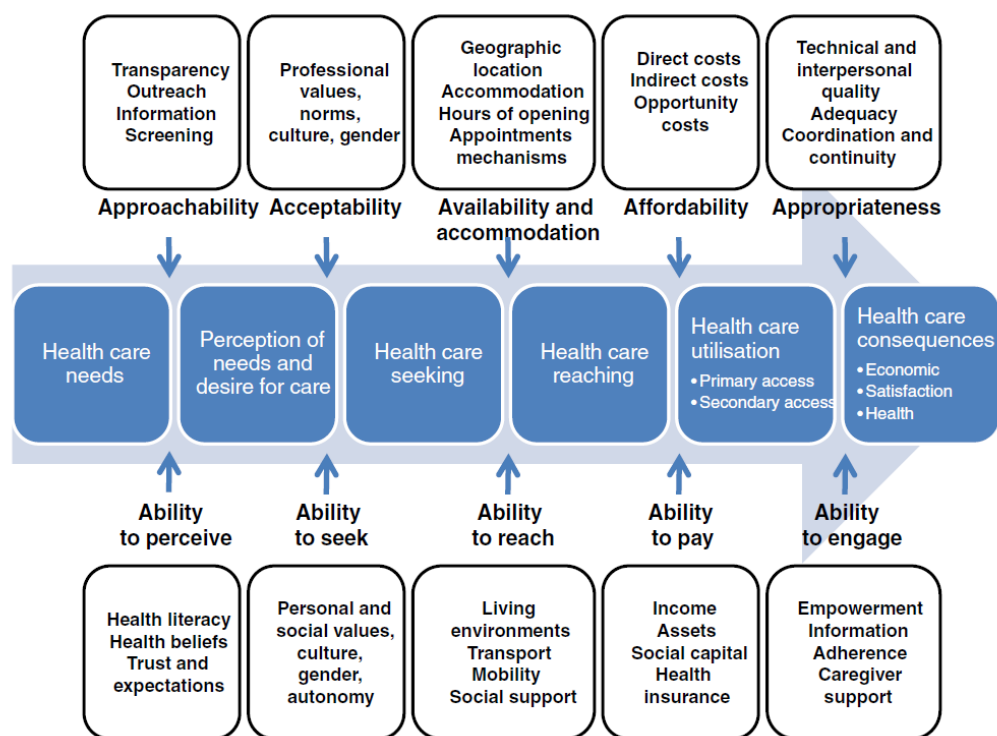 Transparency
Outreach
Information
Screening
Professional
values,
norms,
culture, gender
Geographic
location
Accommodation
Hours of opening
Appointments
mechanisms
Direct costs
Indirect costs
Opportunity
costs
Technical and
interpersonal
quality
Adequacy
Coordination and
continuity
Approachability
Acceptability
Availability and
accommodation
Affordability
Appropriateness
Health care
needs
Perception of
needs and
desire for care
Health care
seeking
Health care
reaching
Health care
utilisation
• Primary access
• Secondary access
Health care
consequences
• Economic
• Satisfaction
• Health
Ability
to perceive
Ability
to seek
Ability
to reach
Ability
to pay
Ability
to engage
Health literacy
Health beliefs
Trust and
expectations
Personal and
social values,
culture,
gender,
autonomy
Living
environments
Transport
Mobility
Social support
Income
Assets
Social capital
Health
insurance
Empowerment
Information
Adherence
Caregiver
support